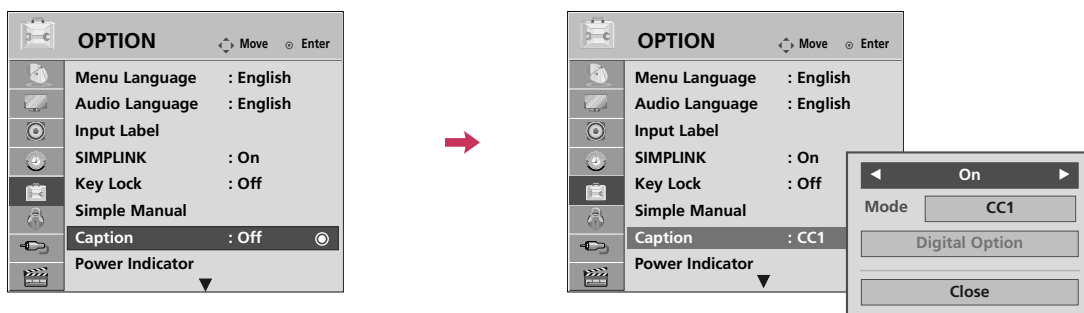 OPTION Move Enter
Menu Language : English
Audio Language : English
Input Label
SIMPLINK : On
Key Lock : Off
Simple Manual
Caption : Off
Power Indicator
OPTION Move Enter
Menu Language : English
Audio Language : English
Input Label
SIMPLINK : On
Key Lock : Off
Simple Manual
Caption : CC1
Power Indicator
On
Mode CC1
Digital Option
Close